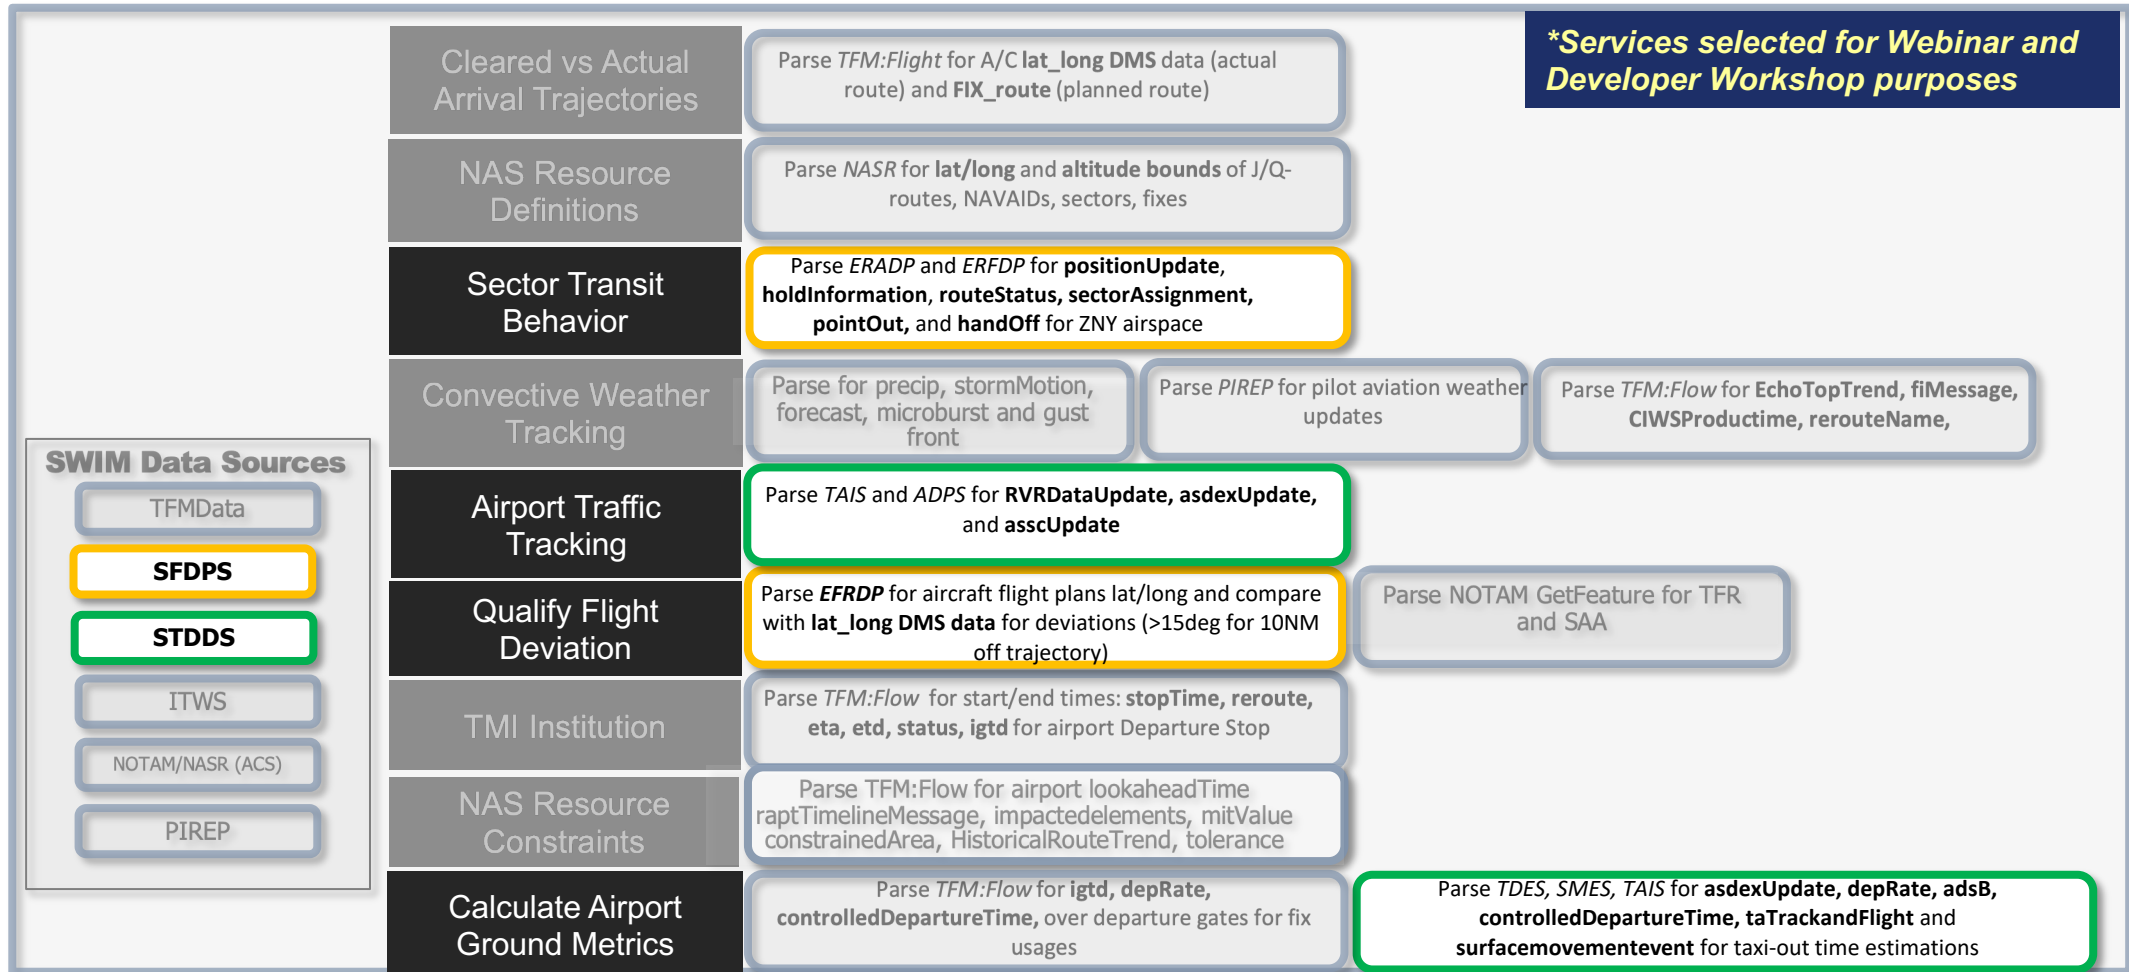 *Services selected for Webinar and
Developer Workshop purposes
Cleared vs Actual
Arrival Trajectories
Parse TFM:Flight for A/C lat_long DMS data (actual
route) and FIX_route (planned route)
NAS Resource
Definitions
Parse NASR for lat/long and altitude bounds of J/Q-
routes, NAVAIDs, sectors, fixes
Sector Transit
Behavior
Parse ERADP and ERFDP for positionUpdate,
holdInformation, routeStatus, sectorAssignment,
pointOut, and handOff for ZNY airspace
Convective Weather
Tracking
Parse for precip, stormMotion,
forecast, microburst and gust
front
Parse PIREP for pilot aviation weather
updates
Parse TFM:Flow for EchoTopTrend, fiMessage,
CIWSProductime, rerouteName,
Airport Traffic
Tracking
Parse TAIS and ADPS for RVRDataUpdate, asdexUpdate,
and asscUpdate
Qualify Flight
Deviation
Parse EFRDP for aircraft flight plans lat/long and compare
with lat_long DMS data for deviations (>15deg for 10NM
off trajectory)
Parse NOTAM GetFeature for TFR
and SAA
TMI Institution
Parse TFM:Flow for start/end times: stopTime, reroute,
eta, etd, status, igtd for airport Departure Stop
NAS Resource
Constraints
Parse TFM:Flow for airport lookaheadTime
raptTimelineMessage, impactedelements, mitValue
constrainedArea, HistoricalRouteTrend, tolerance
Calculate Airport
Ground Metrics
Parse TFM:Flow for igtd, depRate,
controlledDepartureTime, over departure gates for fix
usages
Parse TDES, SMES, TAIS for asdexUpdate, depRate, adsB,
controlledDepartureTime, taTrackandFlight and
surfacemovementevent for taxi-out time estimations
SWIM Data Sources
TFMData
SFDPS
STDDS
ITWS
NOTAM/NASR (ACS)
PIREP